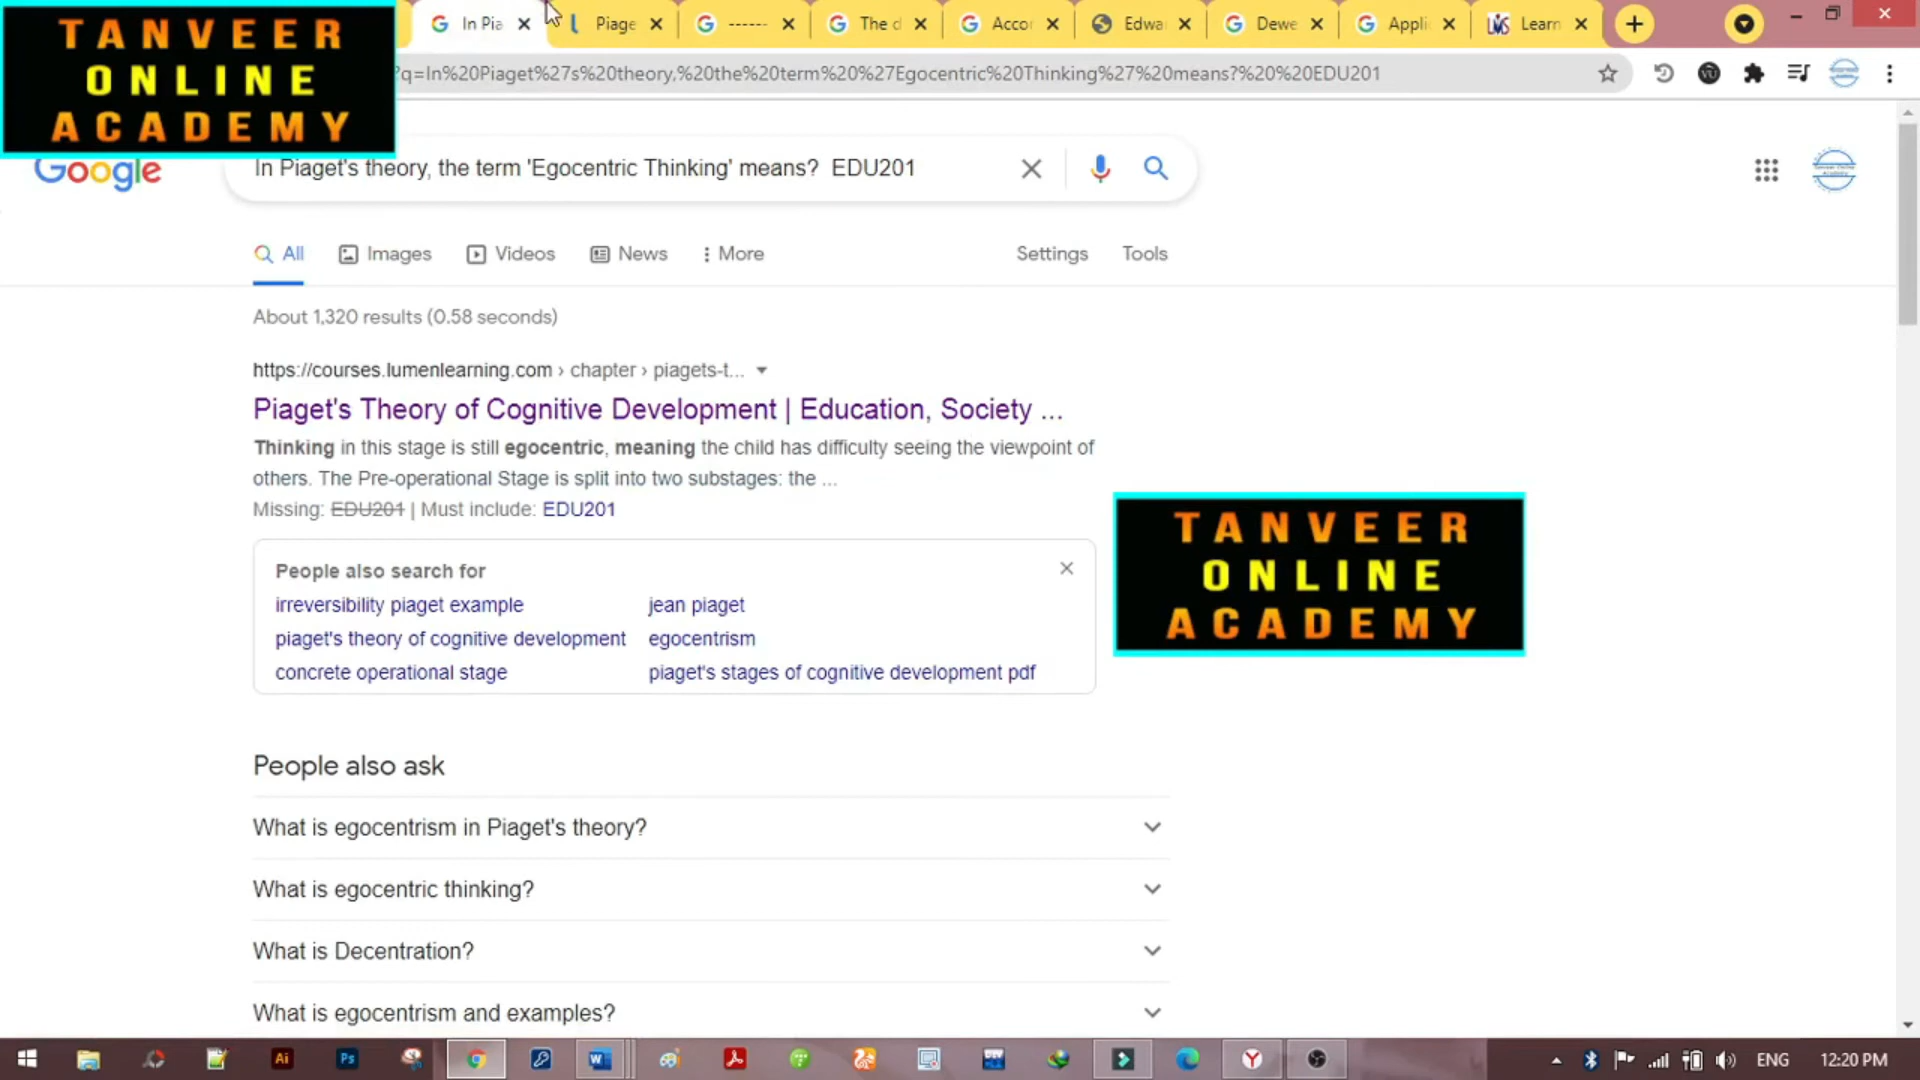 TANVEER
ONLINE
ACADEMY
In Pia
Piage
------
The c
Accor
Edwa
Dewe
Appli
Learn
?q=In%20Piaget%27s%20theory,%20the%20term%20%27Egocentric%20Thinking%27%20means?%20%20EDU201
Google
In Piaget's theory, the term 'Egocentric Thinking' means?  EDU201
All
Images
Videos
News
More
Settings
Tools
About 1,320 results (0.58 seconds)
https://courses.lumenlearning.com › chapter › piagets-t...
Piaget's Theory of Cognitive Development | Education, Society ...
Thinking in this stage is still egocentric, meaning the child has difficulty seeing the viewpoint of
others. The Pre-operational Stage is split into two substages: the ...
Missing: EDU201 | Must include: EDU201
People also search for
irreversibility piaget example
jean piaget
piaget's theory of cognitive development
egocentrism
concrete operational stage
piaget's stages of cognitive development pdf
TANVEER
ONLINE
ACADEMY
People also ask
What is egocentrism in Piaget's theory?
What is egocentric thinking?
What is Decentration?
What is egocentrism and examples?
ENG
12:20 PM